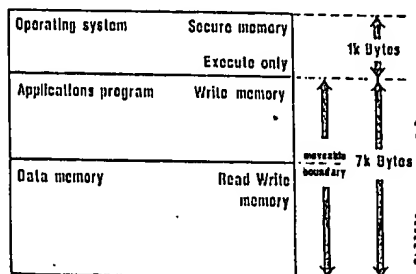 Operating system Secure memory
1k Bytes
Execute only
Applications program Write memory
moveable boundary
7k Bytes
Data memory Read Write memory